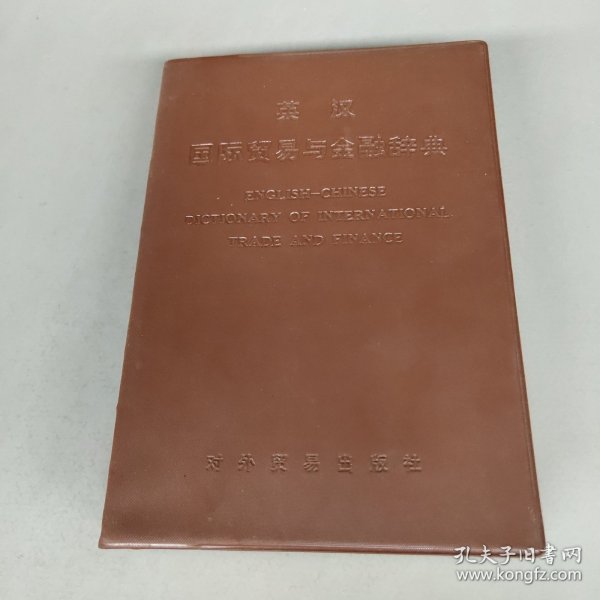 英汉
国际贸易与金融辞典
ENGLISH-CHINESE
DICTIONARY OF INTERNATIONAL
TRADE AND FINANCE
对外贸易出版社
孔夫子旧书网
www.kongfz.com